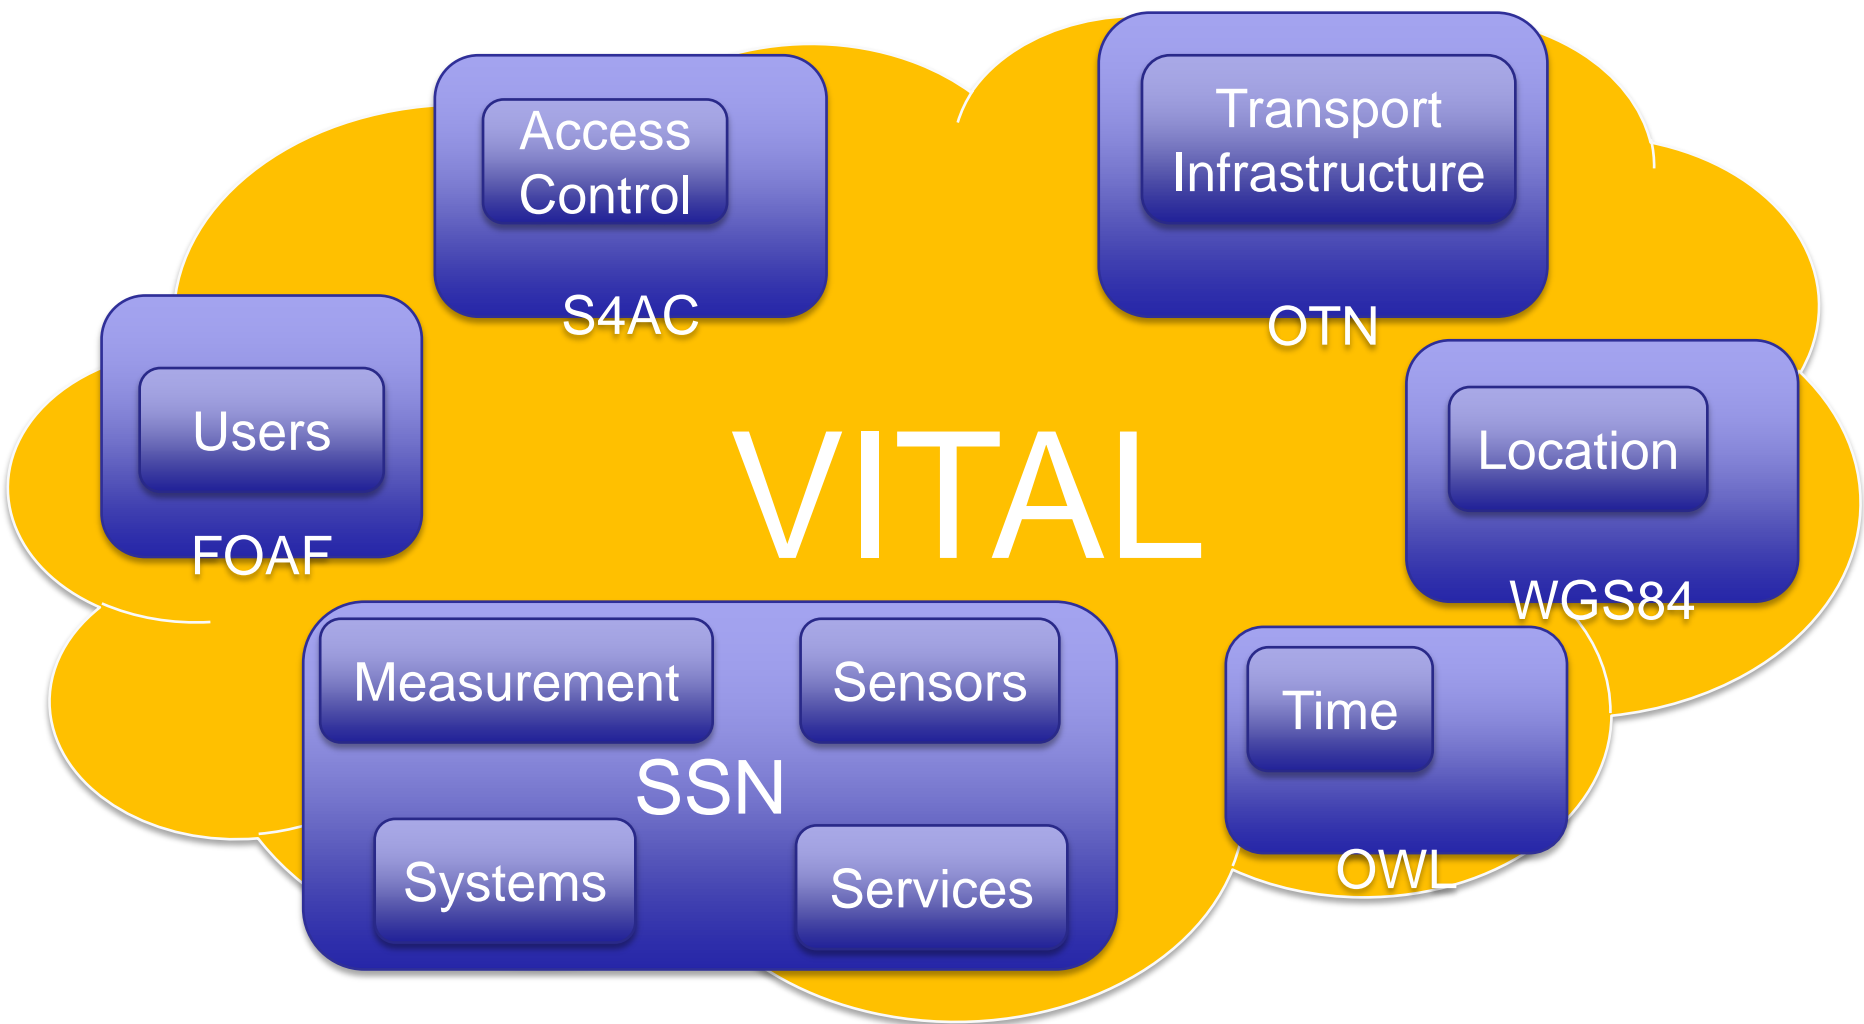 Access
Control
S4AC
Transport
Infrastructure
OTN
Users
FOAF
VITAL
Location
WGS84
Measurement
Sensors
SSN
Systems
Services
Time
OWL